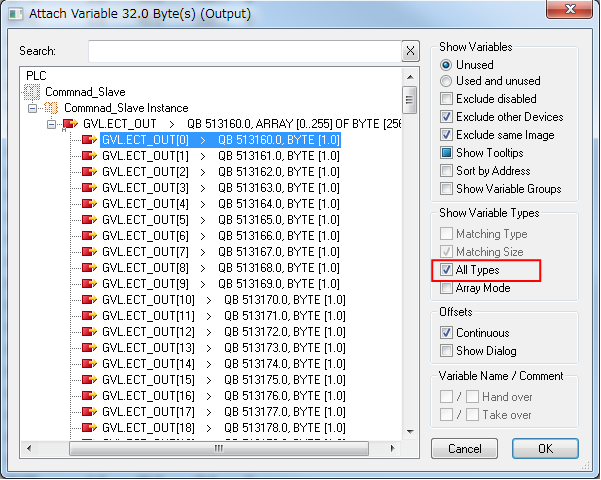 Attach Variable 32.0 Byte(s) (Output)
Search:
X
PLC
Commnad_Slave
Commnad_Slave Instance
GVL.ECT_OUT > QB 513160.0, ARRAY [0..255] OF BYTE [256
GVL.ECT_OUT[0] > QB 513160.0, BYTE [1.0]
GVL.ECT_OUT[1] > QB 513161.0, BYTE [1.0]
GVL.ECT_OUT[2] > QB 513162.0, BYTE [1.0]
GVL.ECT_OUT[3] > QB 513163.0, BYTE [1.0]
GVL.ECT_OUT[4] > QB 513164.0, BYTE [1.0]
GVL.ECT_OUT[5] > QB 513165.0, BYTE [1.0]
GVL.ECT_OUT[6] > QB 513166.0, BYTE [1.0]
GVL.ECT_OUT[7] > QB 513167.0, BYTE [1.0]
GVL.ECT_OUT[8] > QB 513168.0, BYTE [1.0]
GVL.ECT_OUT[9] > QB 513169.0, BYTE [1.0]
GVL.ECT_OUT[10] > QB 513170.0, BYTE [1.0]
GVL.ECT_OUT[11] > QB 513171.0, BYTE [1.0]
GVL.ECT_OUT[12] > QB 513172.0, BYTE [1.0]
GVL.ECT_OUT[13] > QB 513173.0, BYTE [1.0]
GVL.ECT_OUT[14] > QB 513174.0, BYTE [1.0]
GVL.ECT_OUT[15] > QB 513175.0, BYTE [1.0]
GVL.ECT_OUT[16] > QB 513176.0, BYTE [1.0]
GVL.ECT_OUT[17] > QB 513177.0, BYTE [1.0]
GVL.ECT_OUT[18] > QB 513178.0, BYTE [1.0]
Show Variables
Unused
Used and unused
Exclude disabled
Exclude other Devices
Exclude same Image
Show Tooltips
Sort by Address
Show Variable Groups
Show Variable Types
Matching Type
Matching Size
All Types
Array Mode
Offsets
Continuous
Show Dialog
Variable Name / Comment
/ Hand over
/ Take over
Cancel
OK